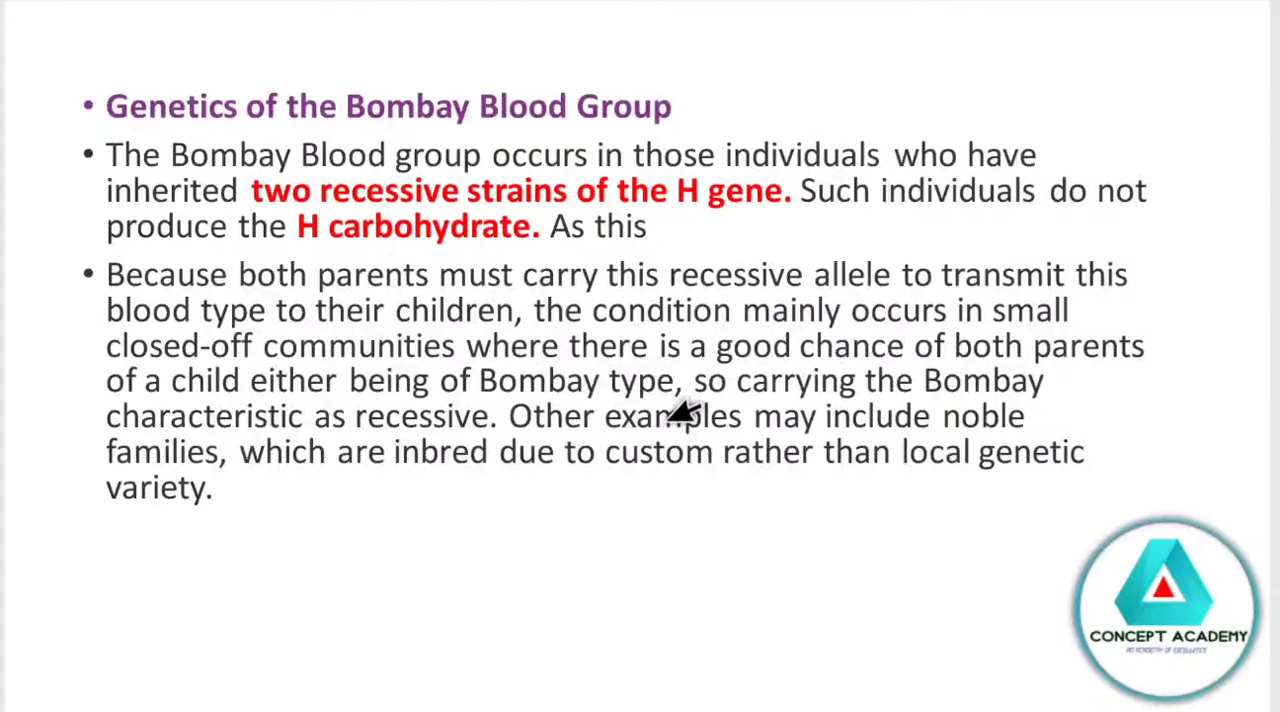 • Genetics of the Bombay Blood Group
• The Bombay Blood group occurs in those individuals who have
inherited two recessive strains of the H gene. Such individuals do not
produce the H carbohydrate. As this
• Because both parents must carry this recessive allele to transmit this
blood type to their children, the condition mainly occurs in small
closed-off communities where there is a good chance of both parents
of a child either being of Bombay type, so carrying the Bombay
characteristic as recessive. Other examples may include noble
families, which are inbred due to custom rather than local genetic
variety.
CONCEPT ACADEMY
OF EXCELLENCE